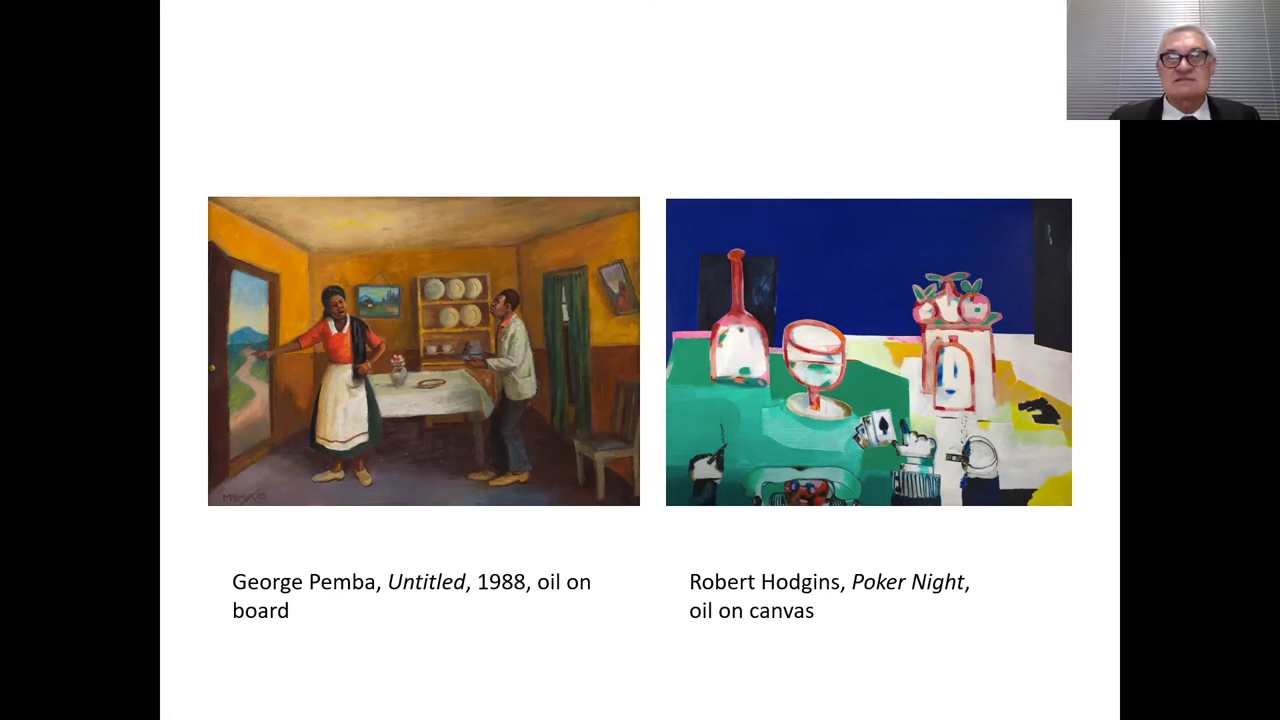 George Pemba, Untitled, 1988, oil on
board
Robert Hodgins, Poker Night,
oil on canvas